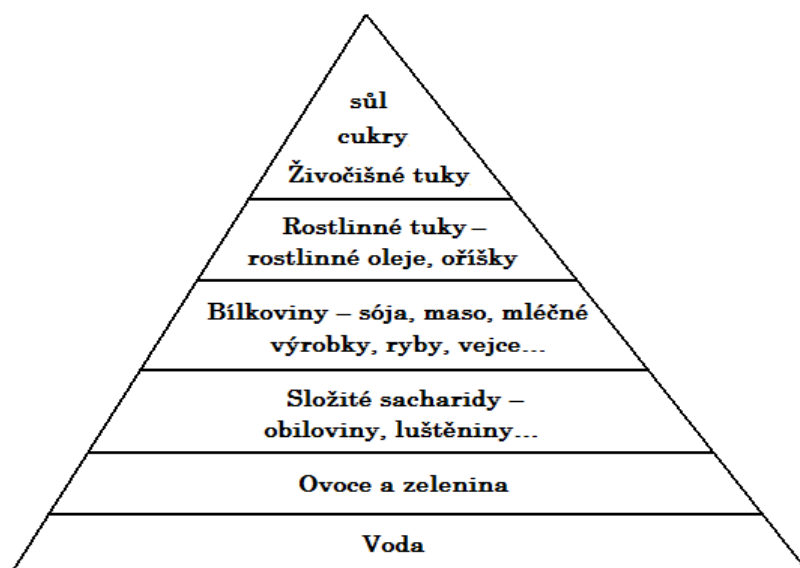 sůl
cukry
Živočišné tuky
Rostlinné tuky –
rostlinné oleje, oříšky
Bílkoviny – sója, maso, mléčné
výrobky, ryby, vejce...
Složité sacharidy –
obiloviny, luštěniny...
Ovoce a zelenina
Voda